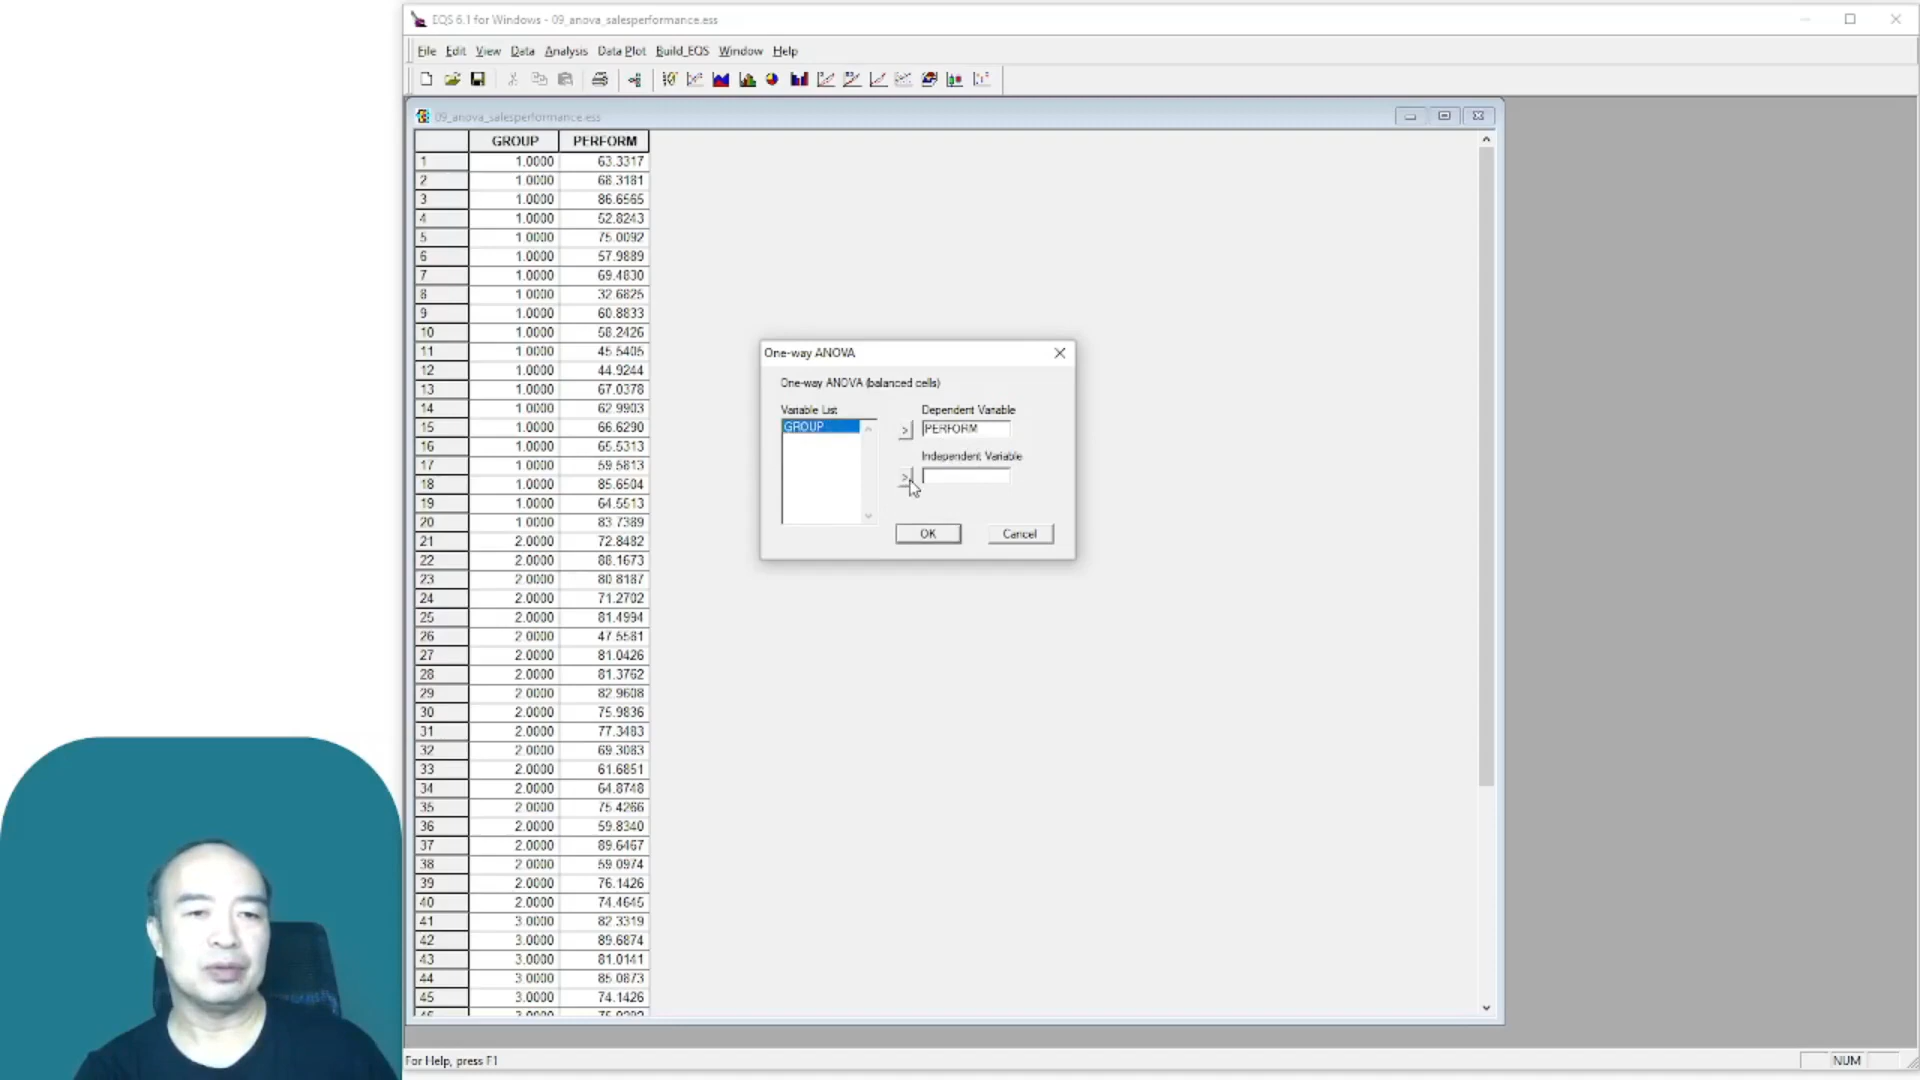 EQS 6.1 for Windows - 09_anova_salesperformance.ess
File Edit View Data Analysis Data Plot Build_EQS Window Help
09_anova_salesperformance.ess
GROUP PERFORM
1 1.0000 63.3317
2 1.0000 68.3181
3 1.0000 86.6565
4 1.0000 52.8243
5 1.0000 75.0092
6 1.0000 57.9889
7 1.0000 69.4830
8 1.0000 32.6825
9 1.0000 60.8833
10 1.0000 58.2426
11 1.0000 45.5405
12 1.0000 44.9244
13 1.0000 67.0378
14 1.0000 62.9903
15 1.0000 66.6290
16 1.0000 65.5313
17 1.0000 59.5813
18 1.0000 85.6504
19 1.0000 64.5513
20 1.0000 83.7389
21 2.0000 72.8482
22 2.0000 88.1673
23 2.0000 80.8187
24 2.0000 71.2702
25 2.0000 81.4994
26 2.0000 47.5581
27 2.0000 81.0426
28 2.0000 81.3762
29 2.0000 82.9608
30 2.0000 75.9836
31 2.0000 77.3483
32 2.0000 69.3083
33 2.0000 61.6851
34 2.0000 64.8748
35 2.0000 75.4266
36 2.0000 59.8340
37 2.0000 89.6467
38 2.0000 59.0974
39 2.0000 76.1426
40 2.0000 74.4645
41 3.0000 82.3319
42 3.0000 89.6874
43 3.0000 81.0141
44 3.0000 85.0873
45 3.0000 74.1426
One-way ANOVA
One-way ANOVA (balanced cells)
Variable List
GROUP
Dependent Variable
> PERFORM
Independent Variable
>
OK Cancel
For Help, press F1
NUM